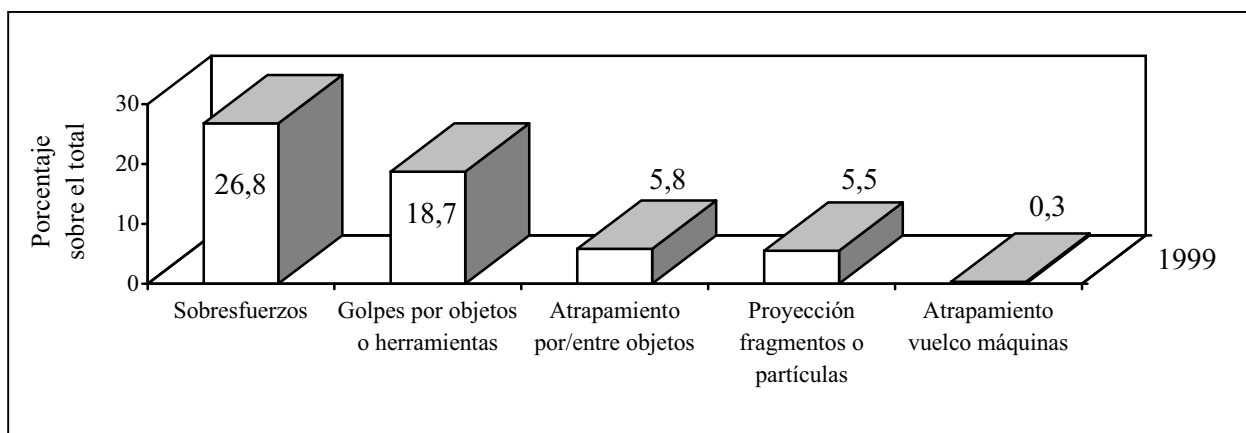 Porcentaje
sobre el total
30
20
10
0
26,8
18,7
5,8
5,5
0,3
1999
Sobresfuerzos
Golpes por objetos
o herramientas
Atrapamiento
por/entre objetos
Proyección
fragmentos o
partículas
Atrapamiento
vuelco máquinas